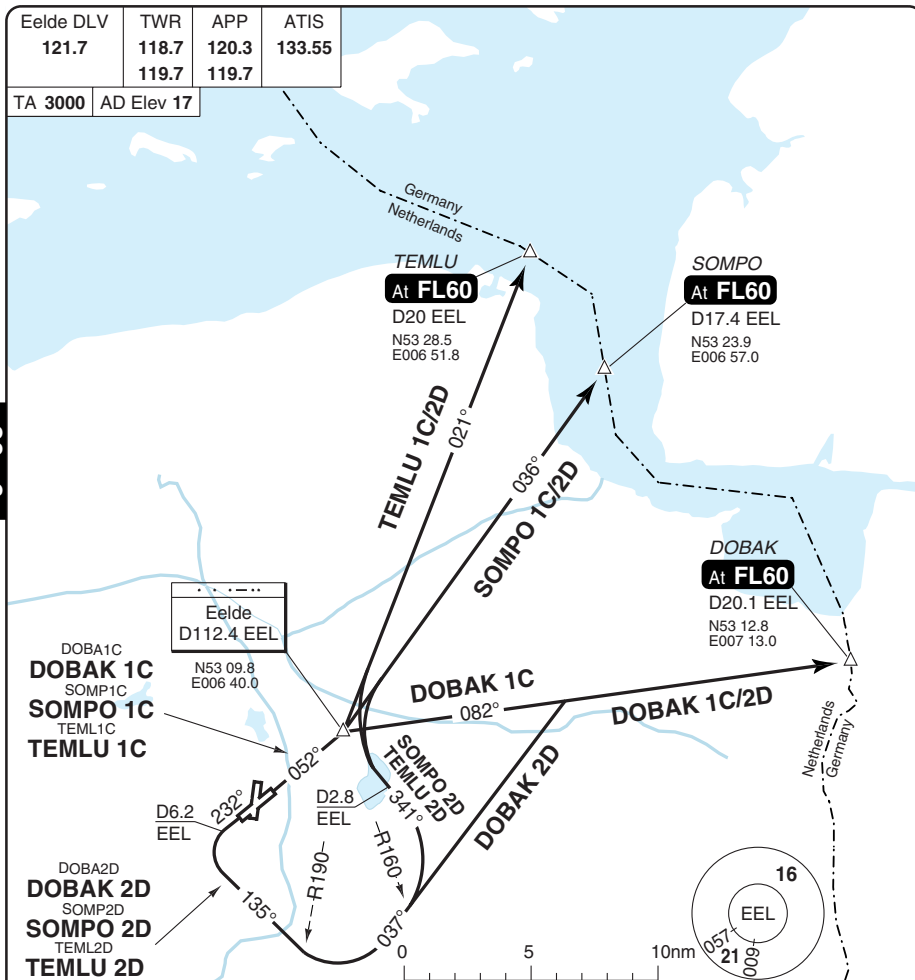 Eelde DLV
121.7
TWR
118.7
119.7
APP
120.3
119.7
ATIS
133.55
TA 3000
AD Elev 17
Germany
Netherlands
TEMLU
At FL60
D20 EEL
N53 28.5
E006 51.8
SOMPO
At FL60
D17.4 EEL
N53 23.9
E006 57.0
TEMLU 1C/2D
021°
SOMPO 1C/2D
036°
DOBAK
At FL60
D20.1 EEL
N53 12.8
E007 13.0
Eelde
D112.4 EEL
N53 09.8
E006 40.0
DOBA1C
DOBAK 1C
SOMP1C
SOMPO 1C
TEML1C
TEMLU 1C
DOBAK 1C
082°
DOBAK 1C/2D
Netherlands
Germany
052°
232°
D6.2
EEL
D2.8
EEL
SOMPO 2D
TEMLU 2D
341°
DOBAK 2D
R190
R160
DOBA2D
DOBAK 2D
SOMP2D
SOMPO 2D
TEML2D
TEMLU 2D
135°
037°
0
5
10nm
16
EEL
057
21
009